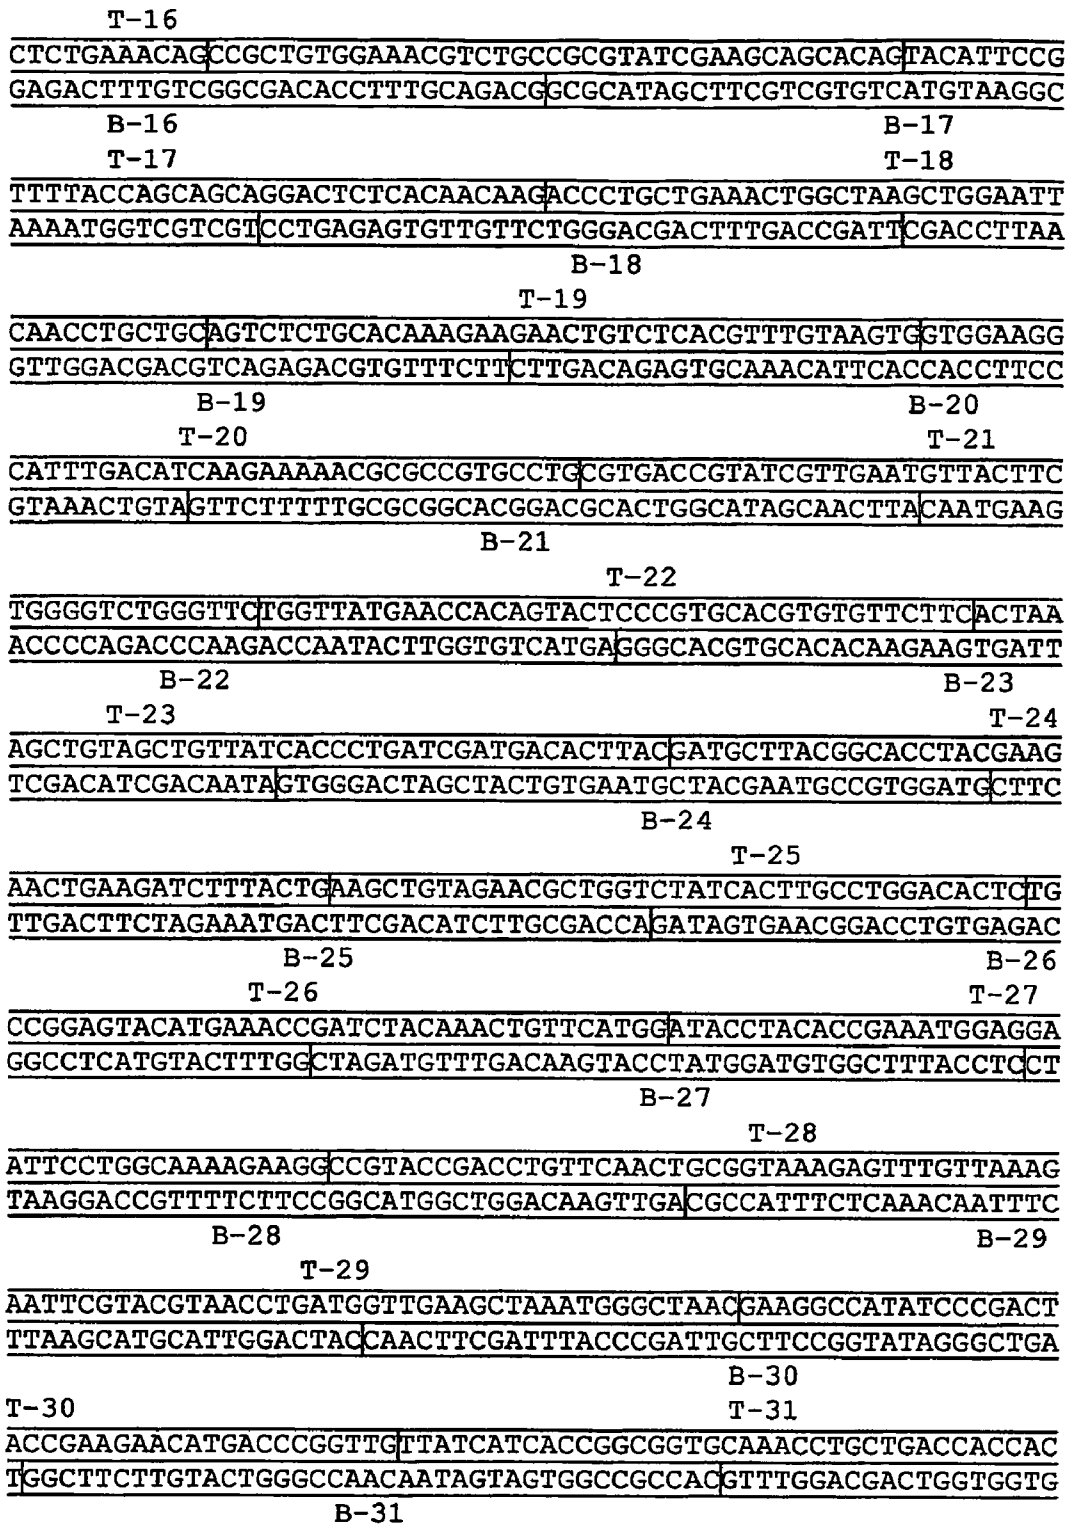 T-16
CTCTGAAACAGCCGCTGTGGAAACGTCTGCCGCGTATCGAAGCAGCACAGTACATTCCG
GAGACTTTGTCGGCGACACCTTTGCAGACGGCGCATAGCTTCGTCGTGTCATGTAAGGC
B-16 B-17
T-17 T-18
TTTTACCAGCAGCAGGACTCTCACAACAAGACCCTGCTGAAACTGGCTAAGCTGGAATT
AAAATGGTCGTCGTCCTGAGAGTGTTGTTCTGGGACGACTTTGACCGATTCGACCTTAA
B-18
T-19
CAACCTGCTGCAGTCTCTGCACAAAGAAGAACTGTCTCACGTTTGTAAGTGGTGGAAGG
GTTGGACGACGTCAGAGACGTGTTTCTTCTTGACAGAGTGCAAACATTCACCACCTTCC
B-19 B-20
T-20 T-21
CATTTGACATCAAGAAAAACGCGCCGTGCCTGCGTGACCGTATCGTTGAATGTTACTTC
GTAAACTGTAGTTCTTTTTGCGCGGCACGGACGCACTGGCATAGCAACTTACAATGAAG
B-21
T-22
TGGGGTCTGGGTTCTGGTTATGAACCACAGTACTCCCGTGCACGTGTGTTCTTCACTAA
ACCCCAGACCCAAGACCAATACTTGGTGTCATGAGGGCACGTGCACACAAGAAGTGATT
B-22 B-23
T-23 T-24
AGCTGTAGCTGTTATCACCCTGATCGATGACACTTACGATGCTTACGGCACCTACGAAG
TCGACATCGACAATAGTGGGACTAGCTACTGTGAATGCTACGAATGCCGTGGATGCTTC
B-24
T-25
AACTGAAGATCTTTACTGAAGCTGTAGAACGCTGGTCTATCACTTGCCTGGACACTCTG
TTGACTTCTAGAAATGACTTCGACATCTTGCGACCAGATAGTGAACGGACCTGTGAGAC
B-25 B-26
T-26 T-27
CCGGAGTACATGAAACCGATCTACAAACTGTTCATGGATACCTACACCGAAATGGAGGA
GGCCTCATGTACTTTGGCTAGATGTTTGACAAGTACCTATGGATGTGGCTTTACCTCCT
B-27
T-28
ATTCCTGGCAAAAGAAGGCCGTACCGACCTGTTCAACTGCGGTAAAGAGTTTGTTAAAG
TAAGGACCGTTTTCTTCCGGCATGGCTGGACAAGTTGACGCCATTTCTCAAACAATTTC
B-28 B-29
T-29
AATTCGTACGTAACCTGATGGTTGAAGCTAAATGGGCTAACGAAGGCCATATCCCGACT
TTAAGCATGCATTGGACTACCAACTTCGATTTACCCGATTGCTTCCGGTATAGGGCTGA
B-30
T-30 T-31
ACCGAAGAACATGACCCGGTTGTTATCATCACCGGCGGTGCAAACCTGCTGACCACCAC
TGGCTTCTTGTACTGGGCCAACAATAGTAGTGGCCGCCACGTTTGGACGACTGGTGGTG
B-31